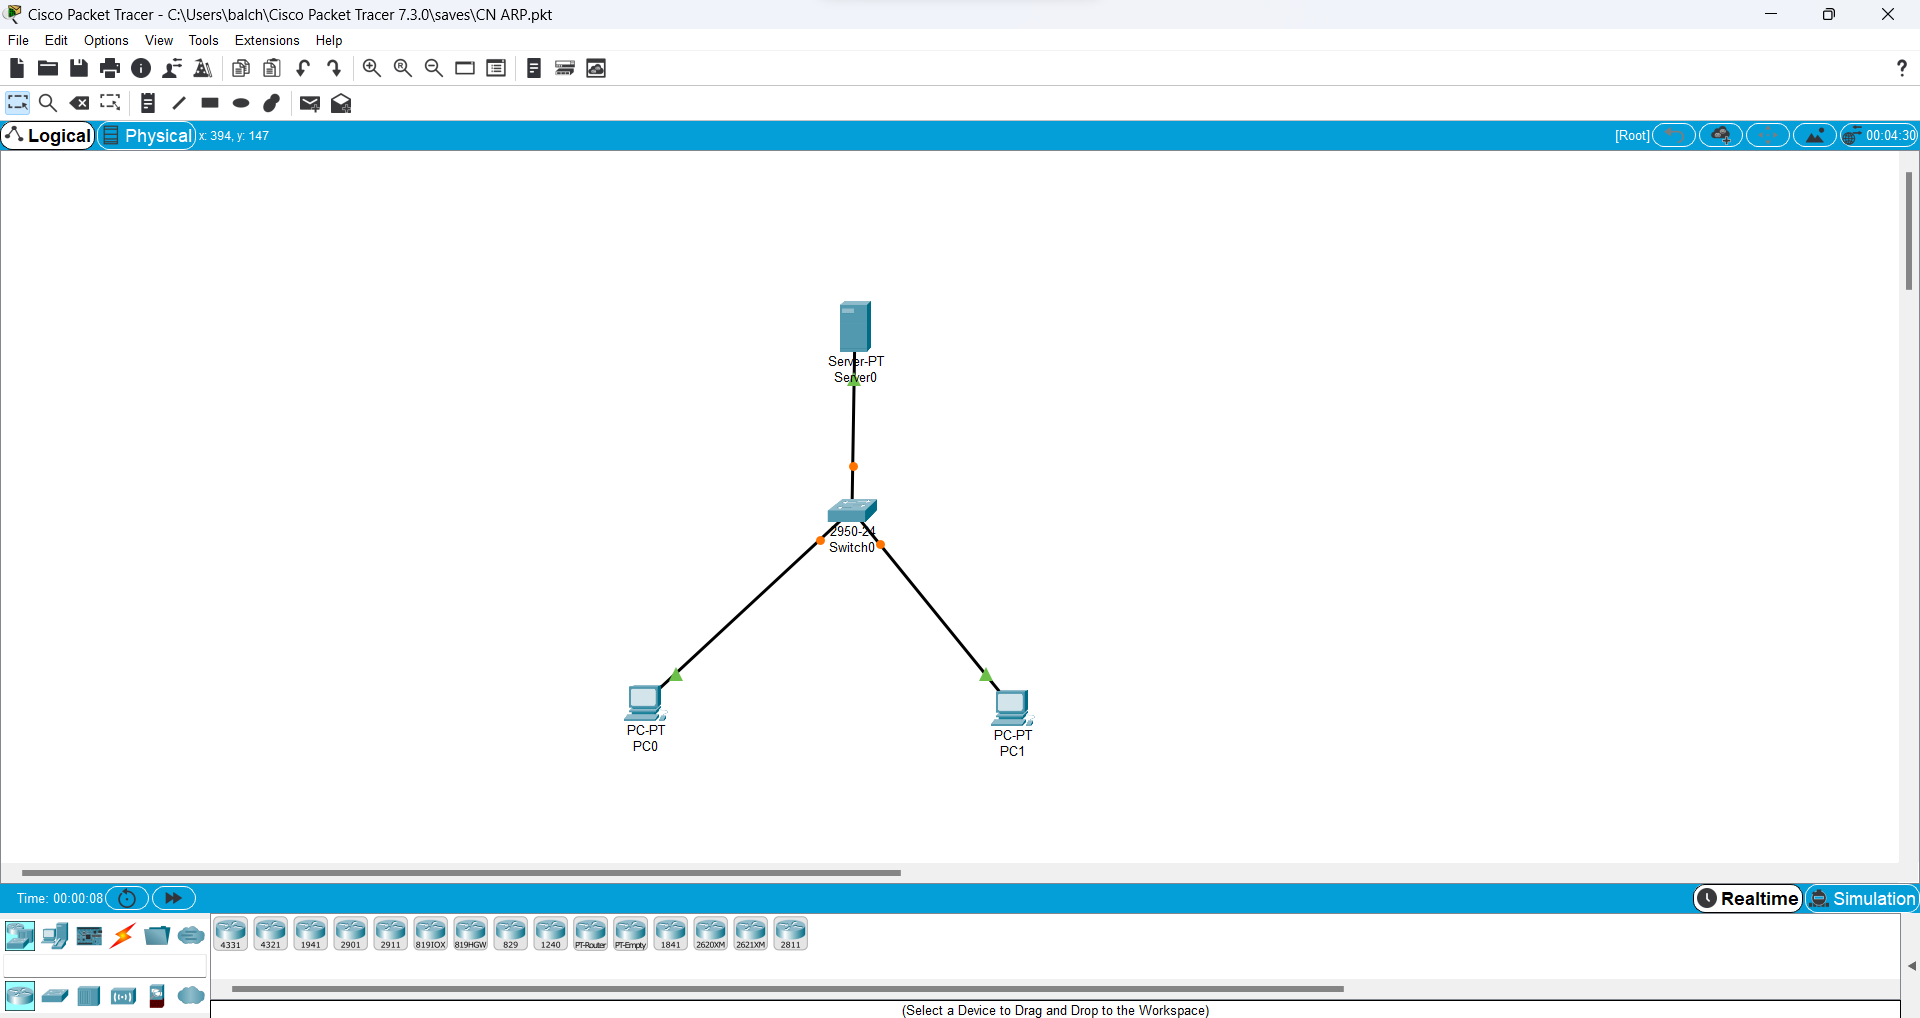 Cisco Packet Tracer - C:\Users\balch\Cisco Packet Tracer 7.3.0\saves\CN ARP.pkt
File Edit Options View Tools Extensions Help
?
Logical Physical x: 394, y: 147 [Root] 00:04:30
Server-PT
Server0
2950-24
Switch0
PC-PT
PC0
PC-PT
PC1
Time: 00:00:08 Realtime Simulation
4331 4321 1941 2901 2911 819IOX 819HGW 829 1240 PT-Router PT-Empty 1841 2620XM 2621XM 2811
(Select a Device to Drag and Drop to the Workspace)